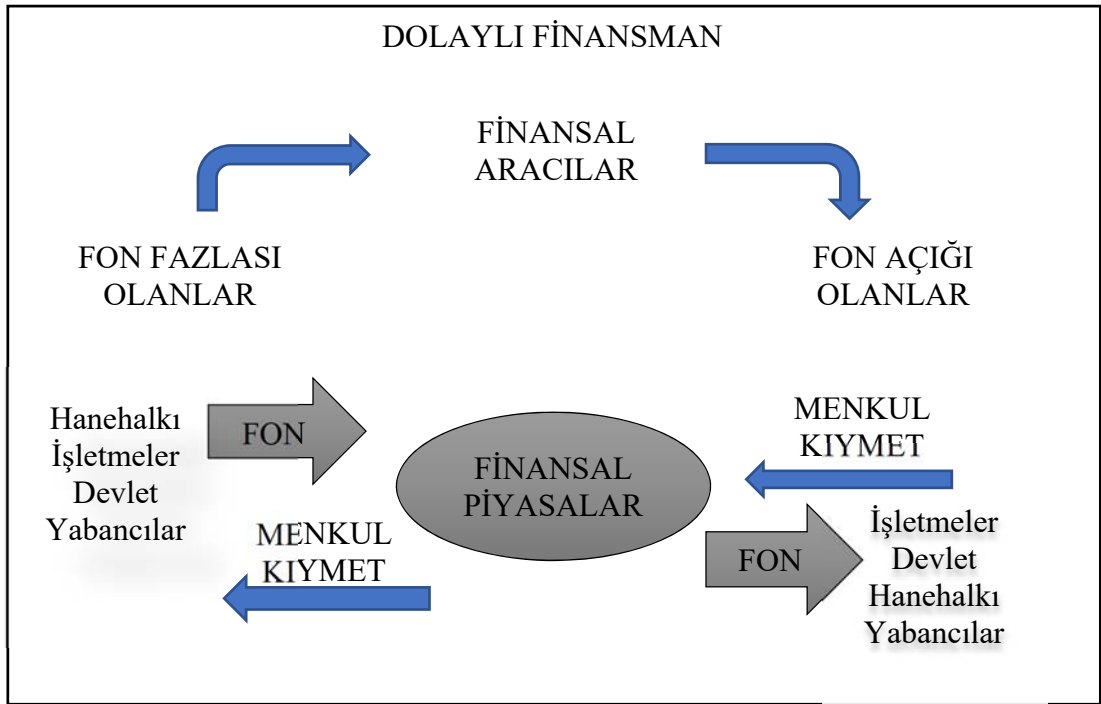 DOLAYLI FİNANSMAN
FİNANSAL
ARACILAR
FON FAZLASI
OLANLAR
FON AÇIĞI
OLANLAR
Hanehalkı
İşletmeler
Devlet
Yabancılar
FON
MENKUL
KIYMET
FİNANSAL
PİYASALAR
MENKUL
KIYMET
FON
İşletmeler
Devlet
Hanehalkı
Yabancılar